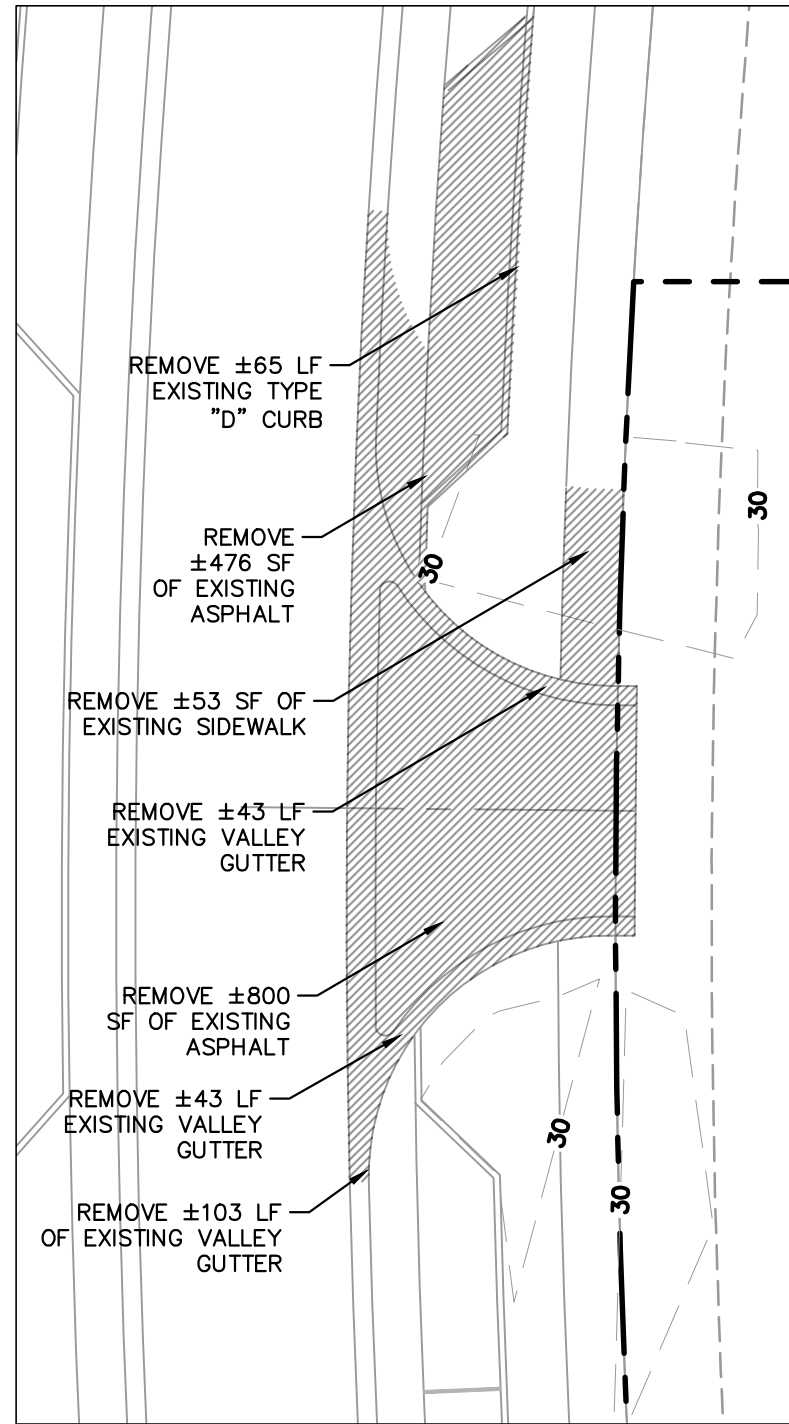 REMOVE ±65 LF
EXISTING TYPE
"D" CURB
REMOVE
±476 SF
OF EXISTING
ASPHALT
30
30
REMOVE ±53 SF OF
EXISTING SIDEWALK
REMOVE ±43 LF
EXISTING VALLEY
GUTTER
REMOVE ±800
SF OF EXISTING
ASPHALT
REMOVE ±43 LF
EXISTING VALLEY
GUTTER
30
30
REMOVE ±103 LF
OF EXISTING VALLEY
GUTTER